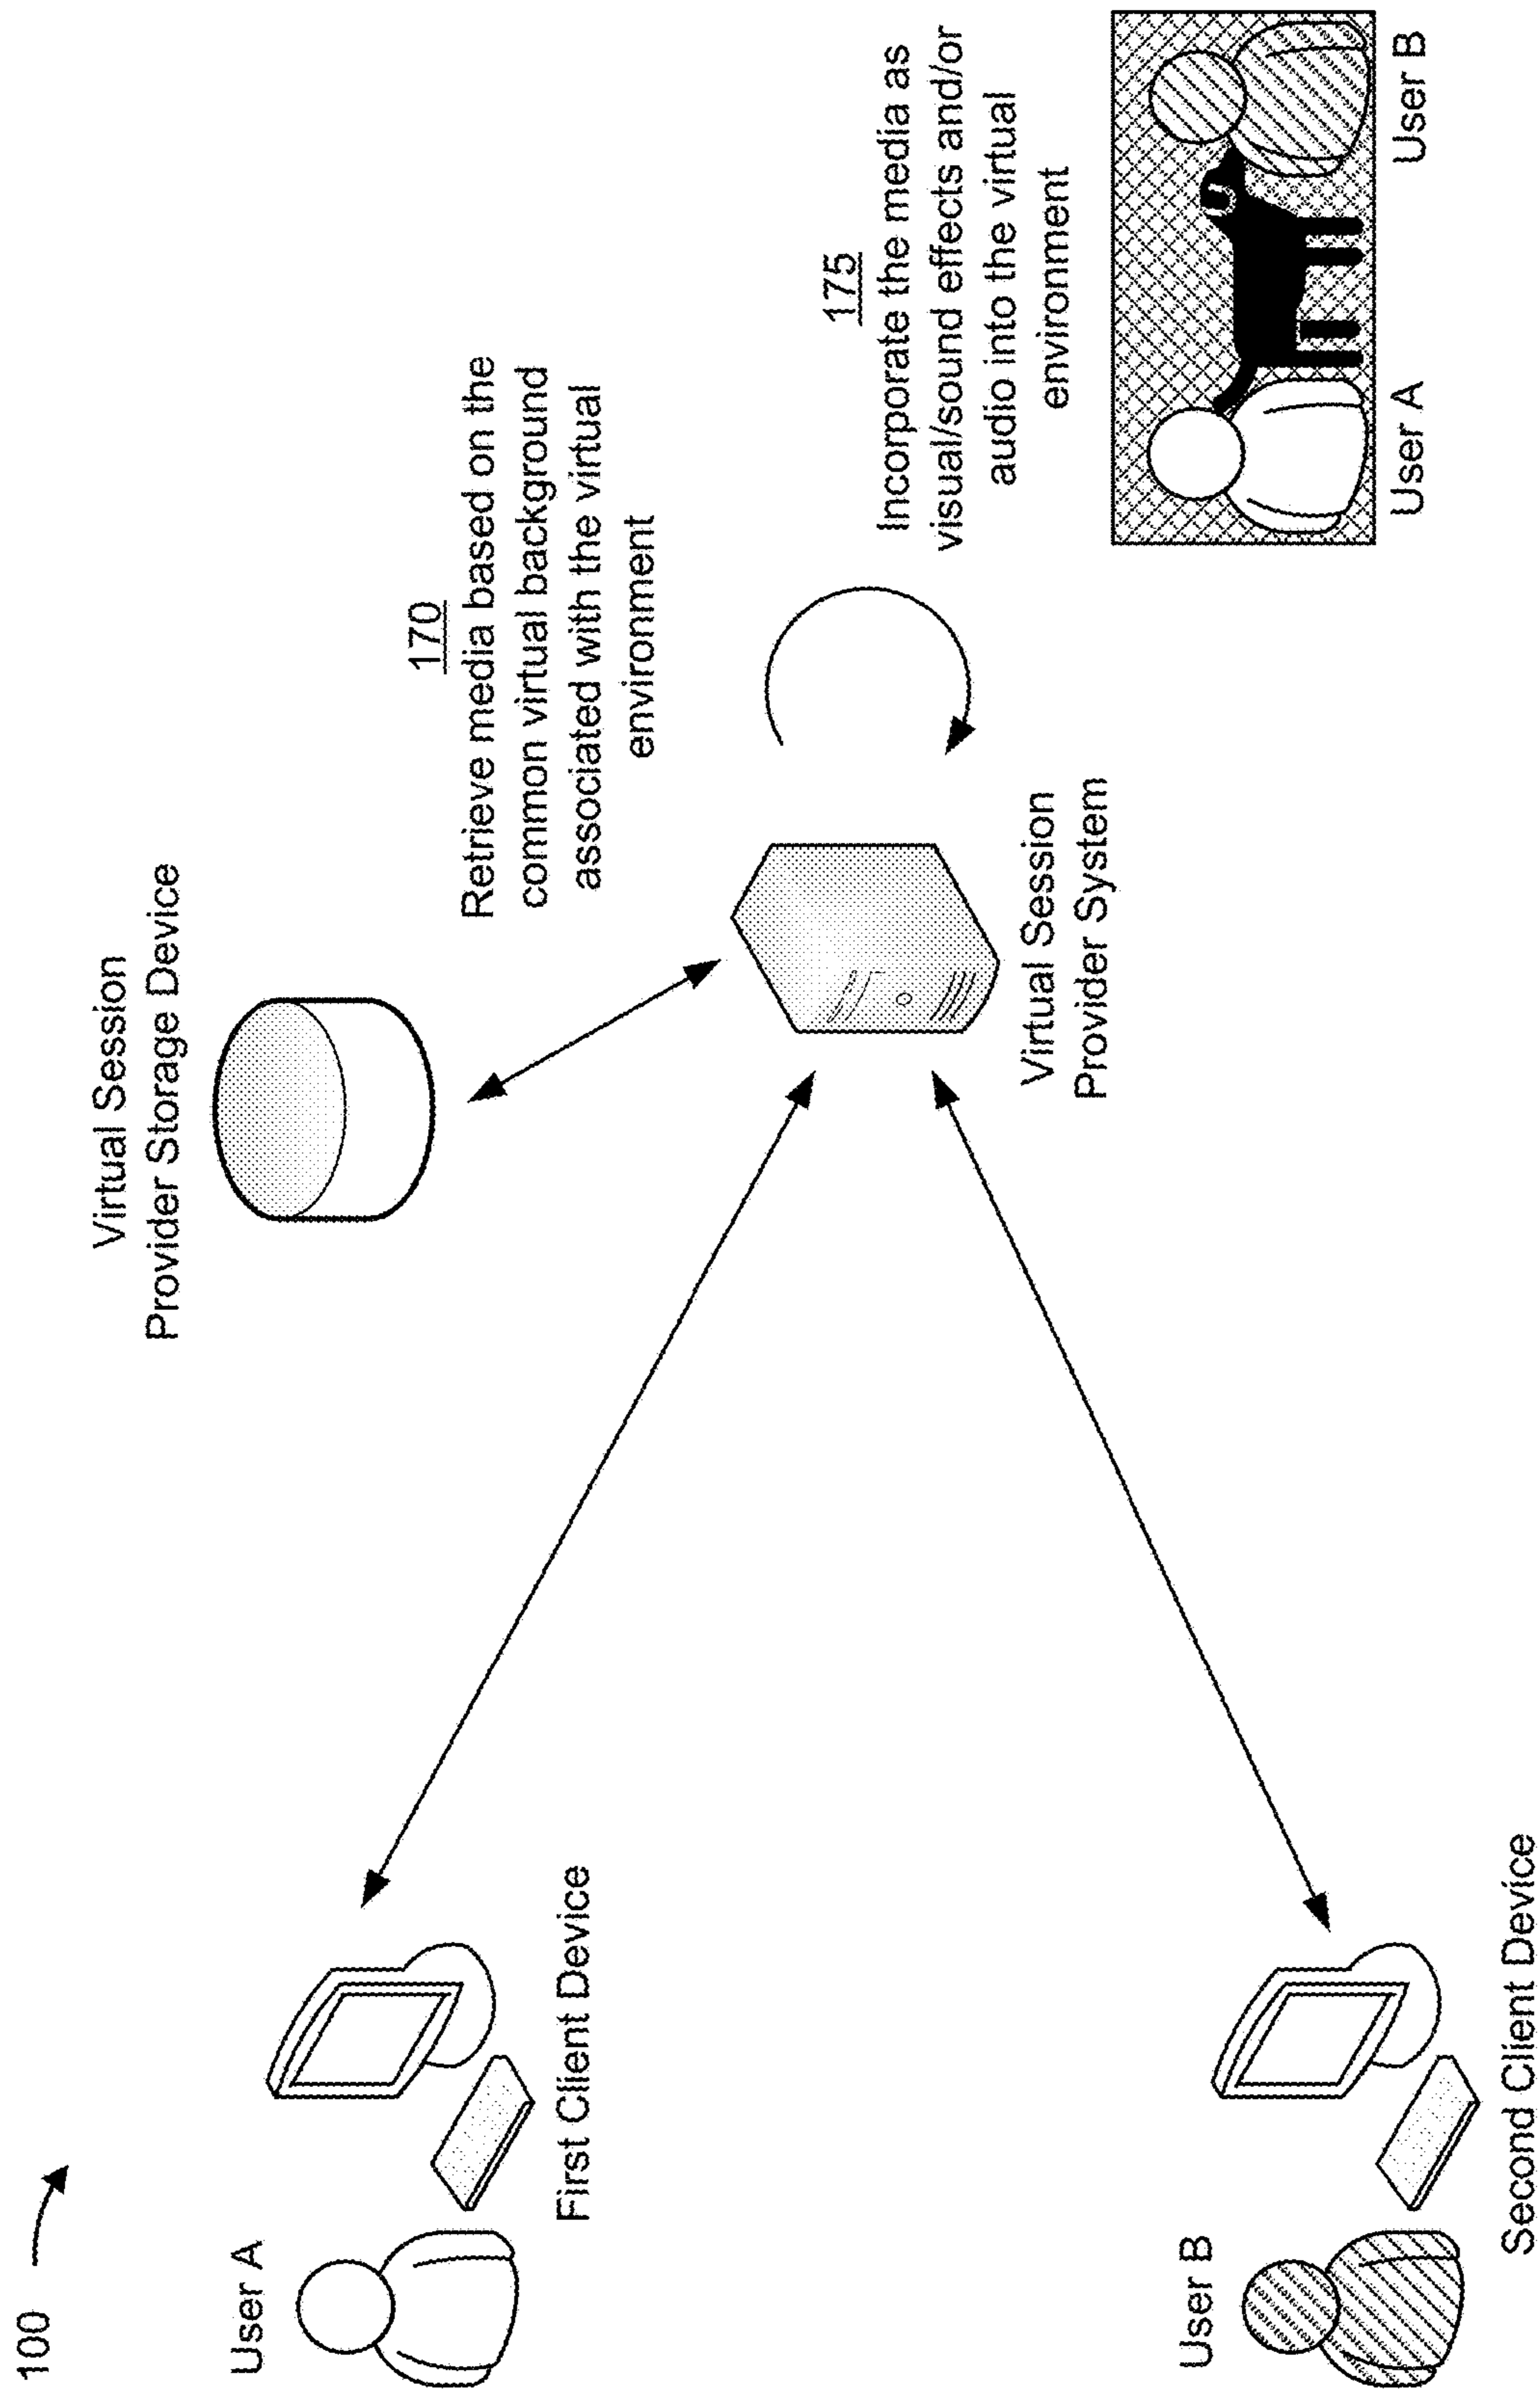 100
User A
First Client Device
User B
Second Client Device
Virtual Session
Provider Storage Device
Virtual Session
Provider System
170
Retrieve media based on the
common virtual background
associated with the virtual
environment
175
Incorporate the media as
visual/sound effects and/or
audio into the virtual
environment
User A
User B